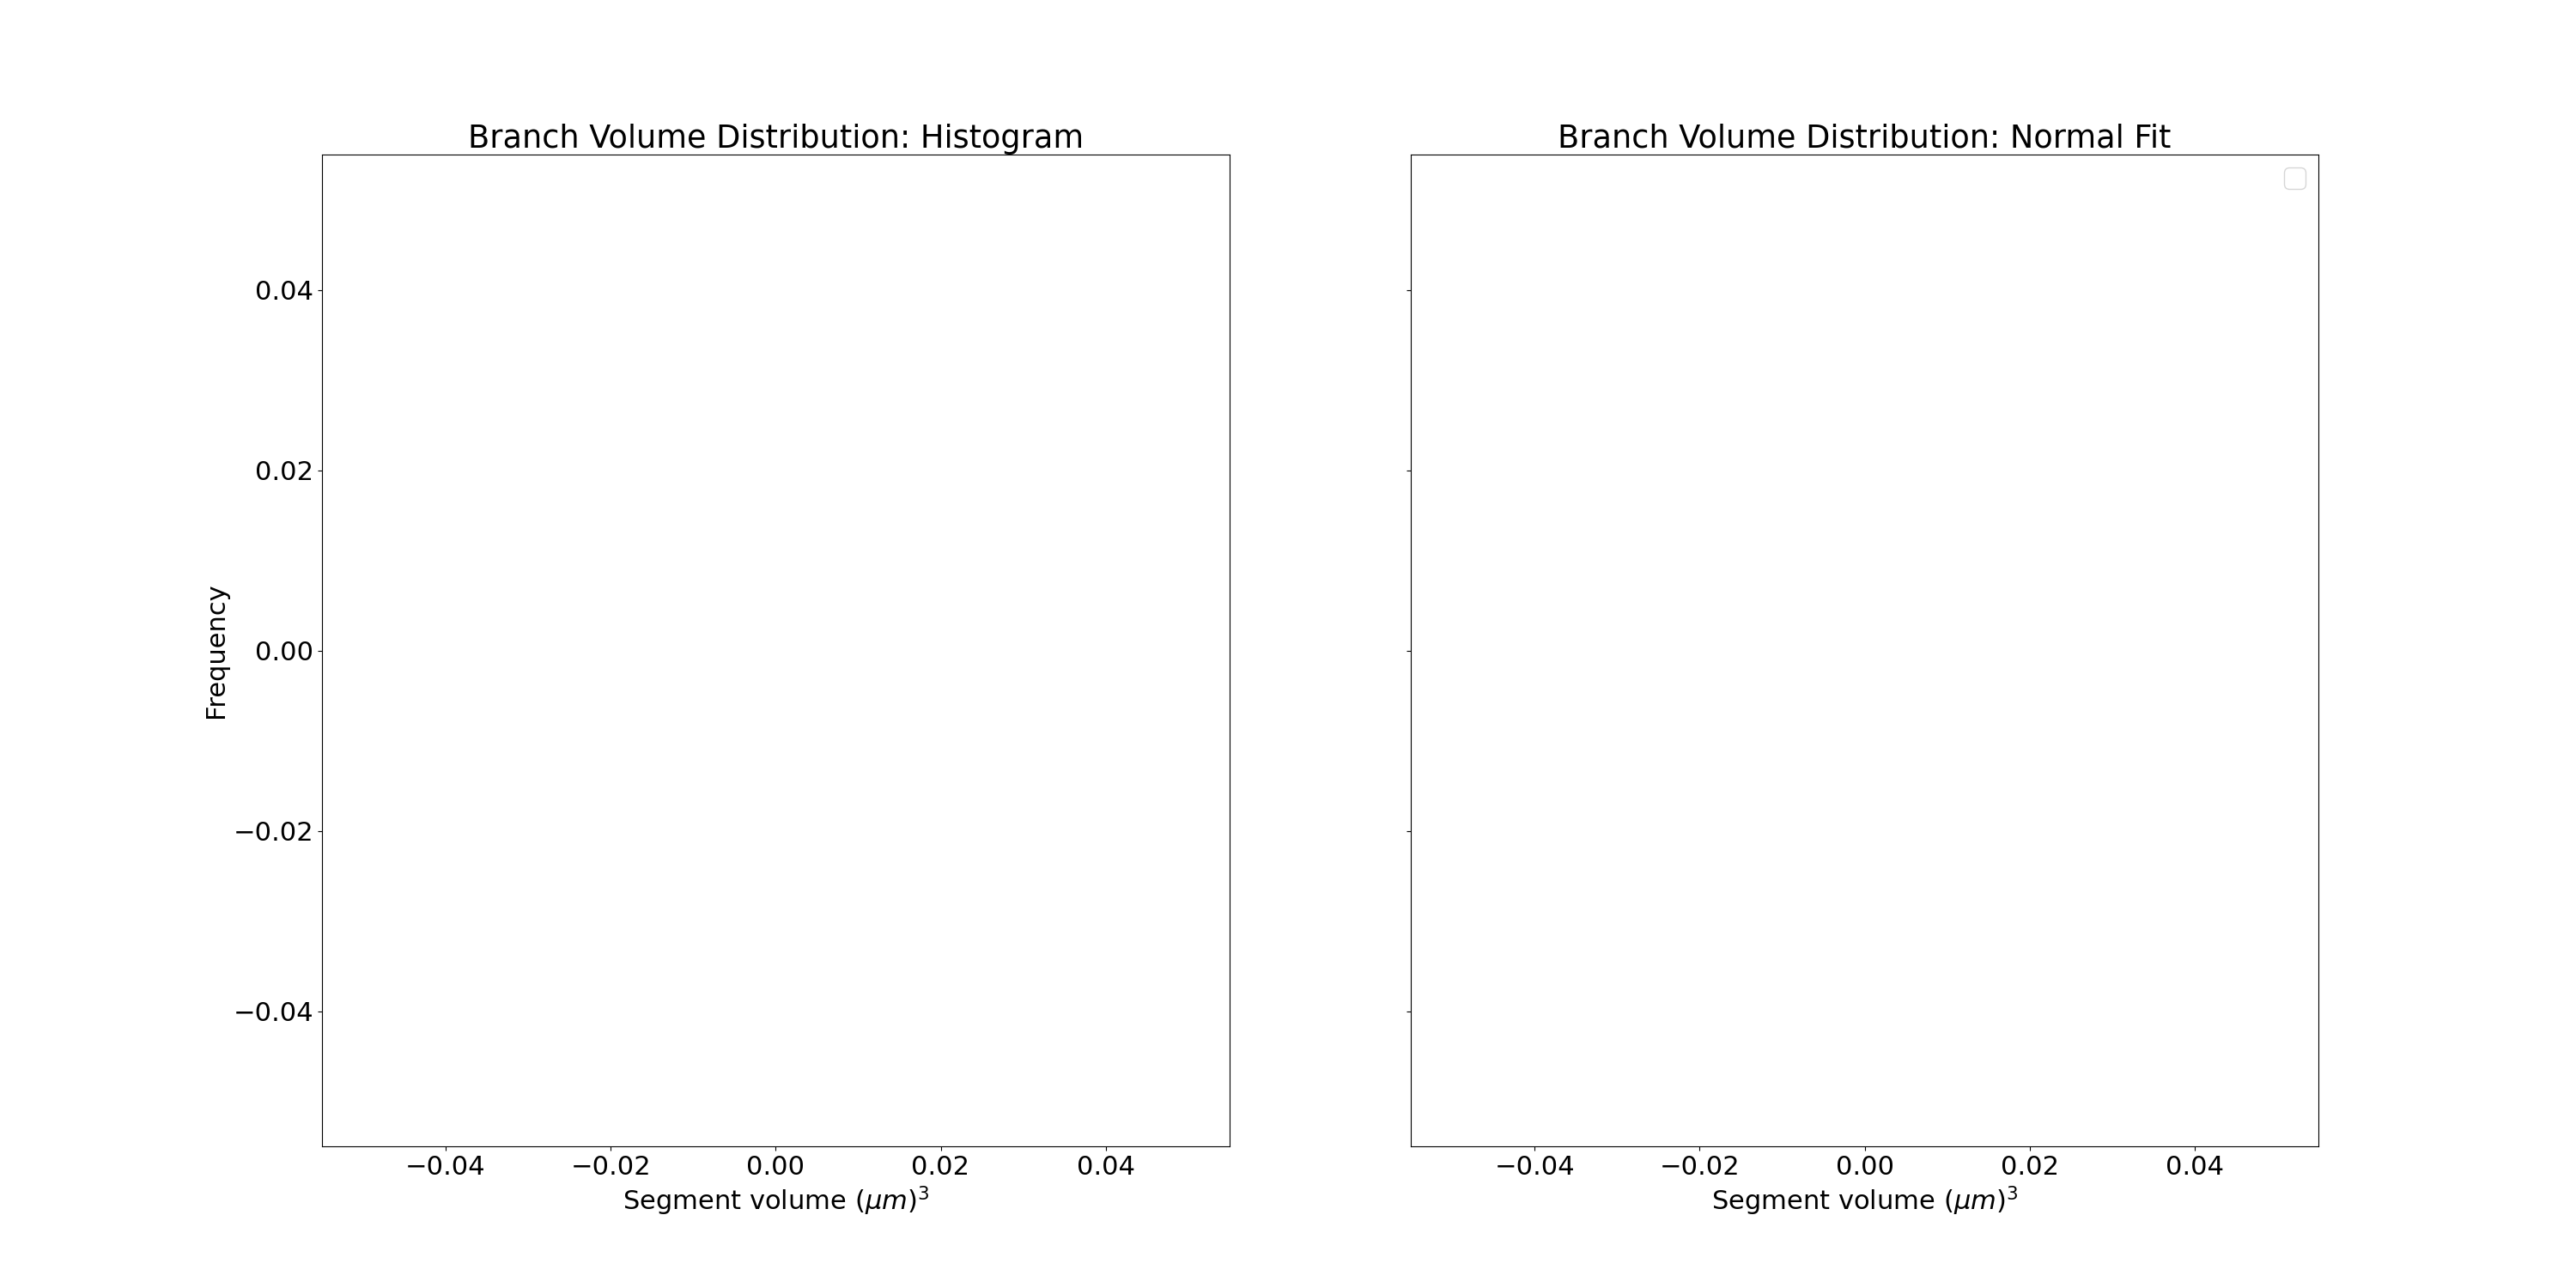 Branch Volume Distribution: Histogram
Frequency
0.04
0.02
0.00
−0.02
−0.04
−0.04 −0.02 0.00 0.02 0.04
Segment volume (μm)³
Branch Volume Distribution: Normal Fit
−0.04 −0.02 0.00 0.02 0.04
Segment volume (μm)³